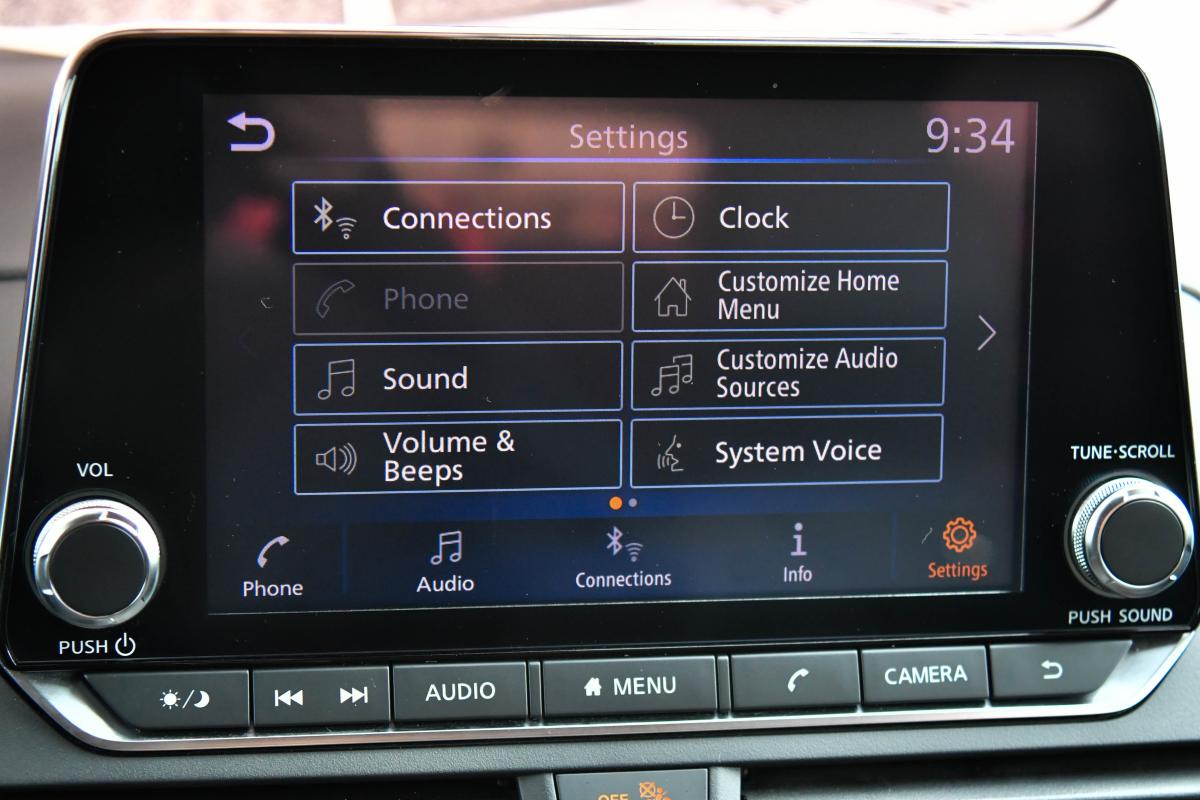 Settings
9:34
Connections
Clock
Phone
Customize Home
Menu
Sound
Customize Audio
Sources
Volume &
Beeps
System Voice
VOL
TUNE·SCROLL
Phone
Audio
Connections
Info
Settings
PUSH
PUSH SOUND
AUDIO
MENU
CAMERA
OFF